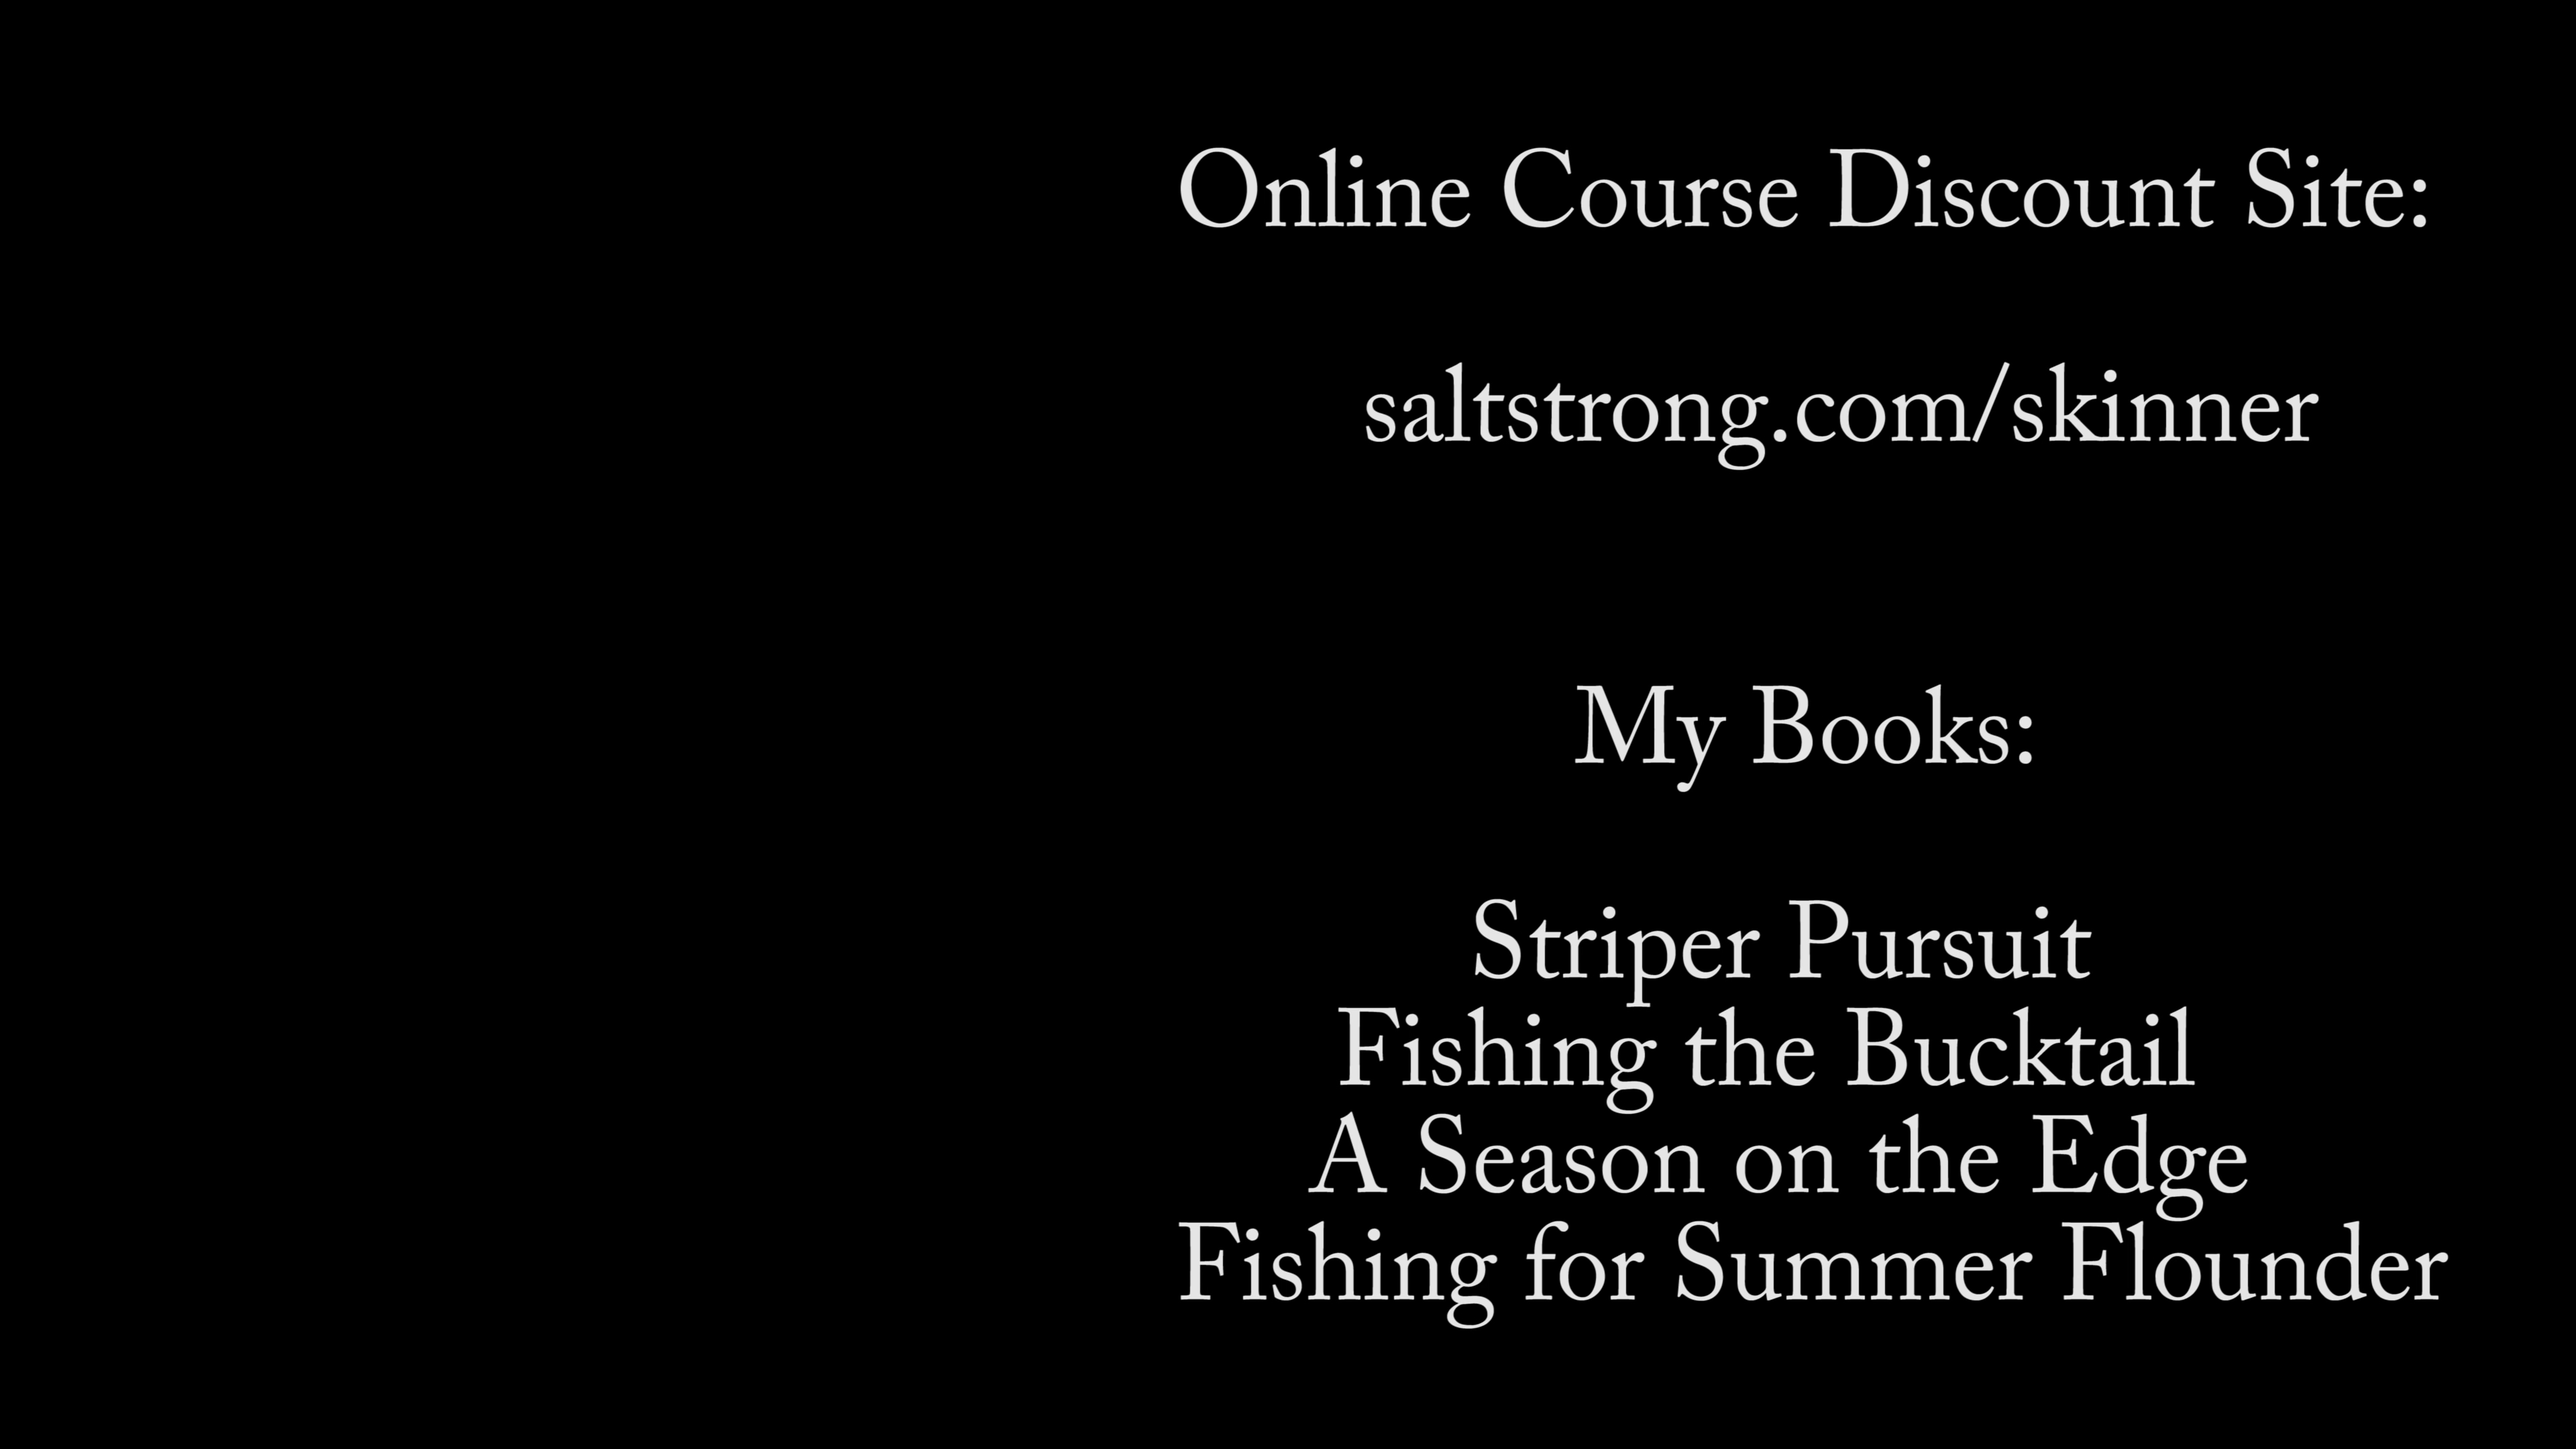 Online Course Discount Site:
saltstrong.com/skinner
My Books:
Striper Pursuit
Fishing the Bucktail
A Season on the Edge
Fishing for Summer Flounder